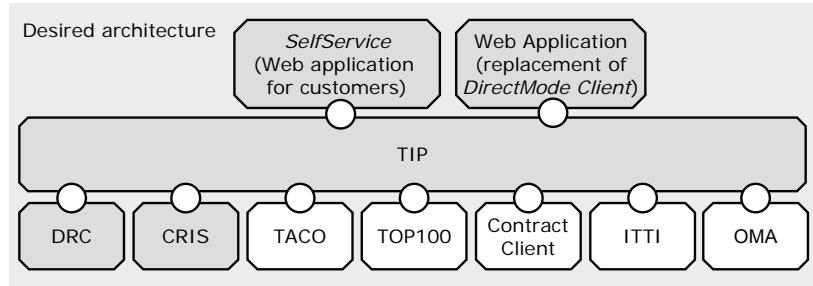 Desired architecture
SelfService
(Web application
for customers)
Web Application
(replacement of
DirectMode Client)
TIP
DRC
CRIS
TACO
TOP100
Contract
Client
ITTI
OMA